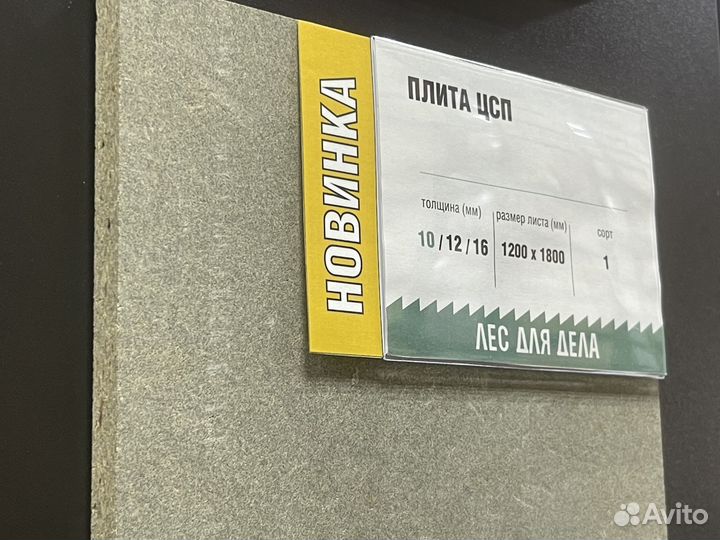 НОВИНКА
ПЛИТА ЦСП
толщина (мм) размер листа (мм) сорт
10 / 12 / 16 1200 x 1800 1
ЛЕС ДЛЯ ДЕЛА
Avito